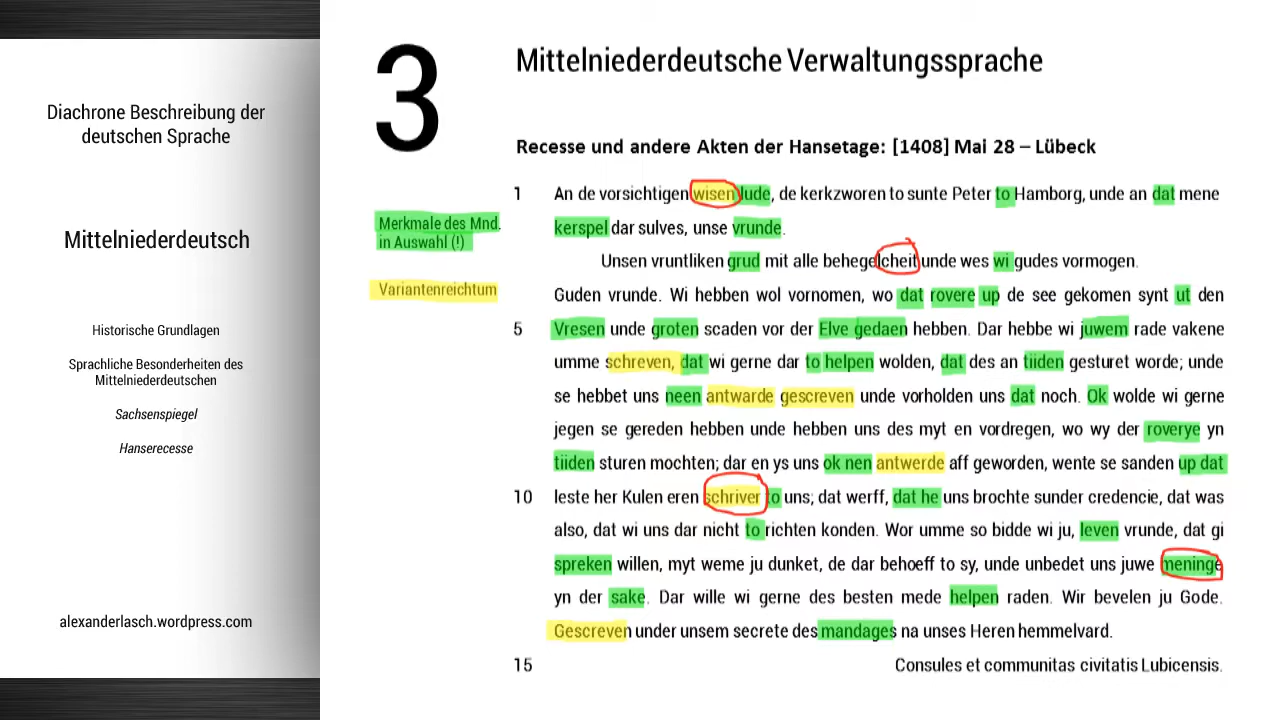 Diachrone Beschreibung der
deutschen Sprache
Mittelniederdeutsch
Historische Grundlagen
Sprachliche Besonderheiten des
Mittelniederdeutschen
Sachsenspiegel
Hanserecesse
alexanderlasch.wordpress.com
3
Mittelniederdeutsche Verwaltungssprache
Merkmale des Mnd.
in Auswahl (!)
Variantenreichtum
Recesse und andere Akten der Hansetage: [1408] Mai 28 – Lübeck
1 An de vorsichtigen wisen lude, de kerkzworen to sunte Peter to Hamborg, unde an dat mene
kerspel dar sulves, unse vrunde.
Unsen vruntliken grud mit alle behegelcheit unde wes wi gudes vormogen.
Guden vrunde. Wi hebben wol vornomen, wo dat rovere up de see gekomen synt ut den
5 Vresen unde groten scaden vor der Elve gedaen hebben. Dar hebbe wi juwem rade vakene
umme schreven, dat wi gerne dar to helpen wolden, dat des an tiiden gesturet worde; unde
se hebbet uns neen antwarde gescreven unde vorholden uns dat noch. Ok wolde wi gerne
jegen se gereden hebben unde hebben uns des myt en vordregen, wo wy der roverye yn
tiiden sturen mochten; dar en ys uns ok nen antwerde aff geworden, wente se sanden up dat
10 leste her Kulen eren schriver to uns; dat werff, dat he uns brochte sunder credencie, dat was
also, dat wi uns dar nicht to richten konden. Wor umme so bidde wi ju, leven vrunde, dat gi
spreken willen, myt weme ju dunket, de dar behoeff to sy, unde unbedet uns juwe meninge
yn der sake. Dar wille wi gerne des besten mede helpen raden. Wir bevelen ju Gode.
Gescreven under unsem secrete des mandages na unses Heren hemmelvard.
15 Consules et communitas civitatis Lubicensis.